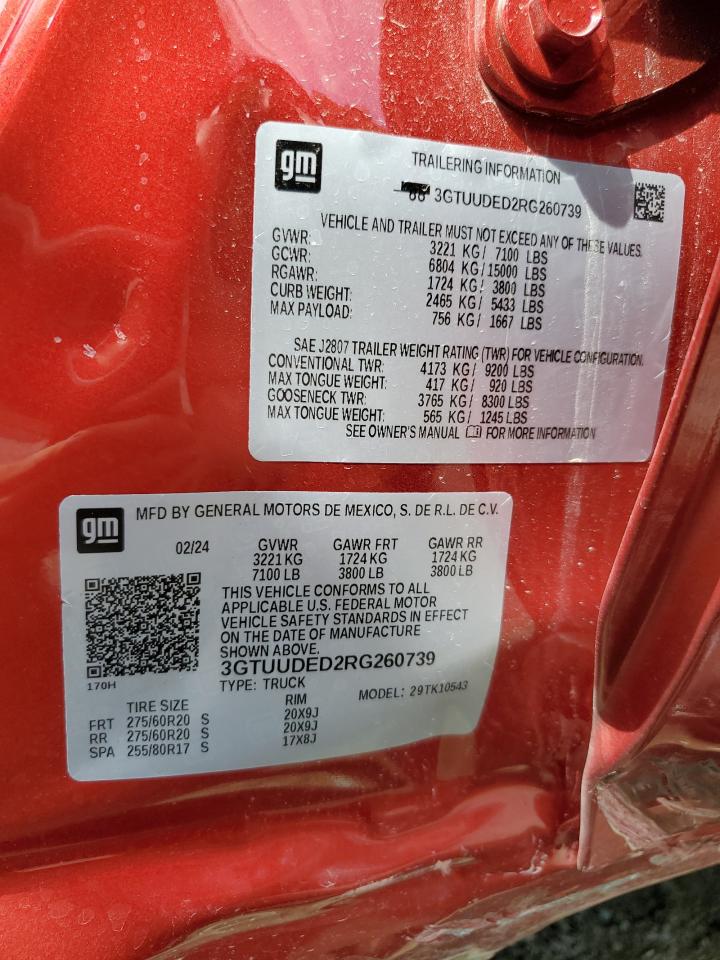 gm
TRAILERING INFORMATION
3GTUUDED2RG260739
VEHICLE AND TRAILER MUST NOT EXCEED ANY OF THESE VALUES.
GVWR: 3221 KG/ 7100 LBS
GCWR: 6804 KG/15000 LBS
RGAWR: 1724 KG/ 3800 LBS
CURB WEIGHT: 2465 KG/ 5433 LBS
MAX PAYLOAD: 756 KG/ 1667 LBS
SAE J2807 TRAILER WEIGHT RATING (TWR) FOR VEHICLE CONFIGURATION.
CONVENTIONAL TWR: 4173 KG/ 9200 LBS
MAX TONGUE WEIGHT: 417 KG/ 920 LBS
GOOSENECK TWR: 3765 KG/ 8300 LBS
MAX TONGUE WEIGHT: 565 KG/ 1245 LBS
SEE OWNER'S MANUAL FOR MORE INFORMATION
gm
MFD BY GENERAL MOTORS DE MEXICO, S. DE R.L. DE C.V.
02/24 GVWR GAWR FRT GAWR RR
3221 KG 1724 KG 1724 KG
7100 LB 3800 LB 3800 LB
THIS VEHICLE CONFORMS TO ALL
APPLICABLE U.S. FEDERAL MOTOR
VEHICLE SAFETY STANDARDS IN EFFECT
ON THE DATE OF MANUFACTURE
SHOWN ABOVE.
3GTUUDED2RG260739
170H
TYPE: TRUCK MODEL: 29TK10543
TIRE SIZE RIM
FRT 275/60R20 S 20X9J
RR 275/60R20 S 20X9J
SPA 255/80R17 S 17X8J